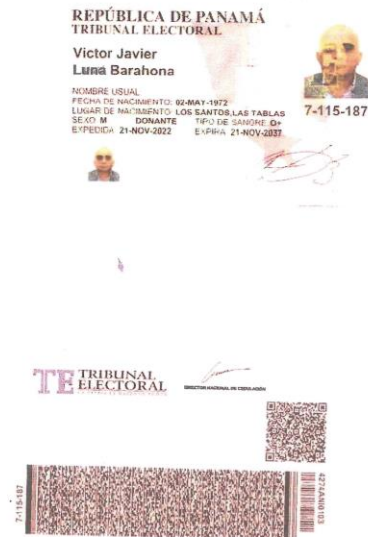 REPÚBLICA DE PANAMÁ
TRIBUNAL ELECTORAL
Victor Javier
Luna Barahona
NOMBRE USUAL
FECHA DE NACIMIENTO: 02-MAY-1972
LUGAR DE NACIMIENTO: LOS SANTOS, LAS TABLAS
SEXO M DONANTE TIPO DE SANGRE O+
EXPEDIDA 21-NOV-2022 EXPIRA 21-NOV-2037
7-115-187
TE TRIBUNAL
ELECTORAL
DIRECTOR NACIONAL DE CEDULACIÓN
7-115-187